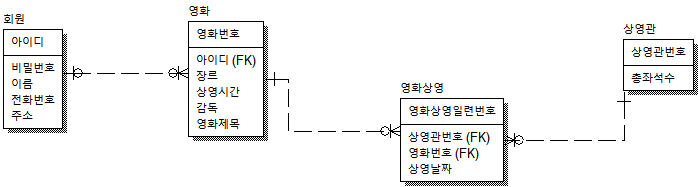 회원
아이디
비밀번호
이름
전화번호
주소
영화
영화번호
아이디 (FK)
장르
상영시간
감독
영화제목
영화상영
영화상영일련번호
상영관번호 (FK)
영화번호 (FK)
상영날짜
상영관
상영관번호
총좌석수